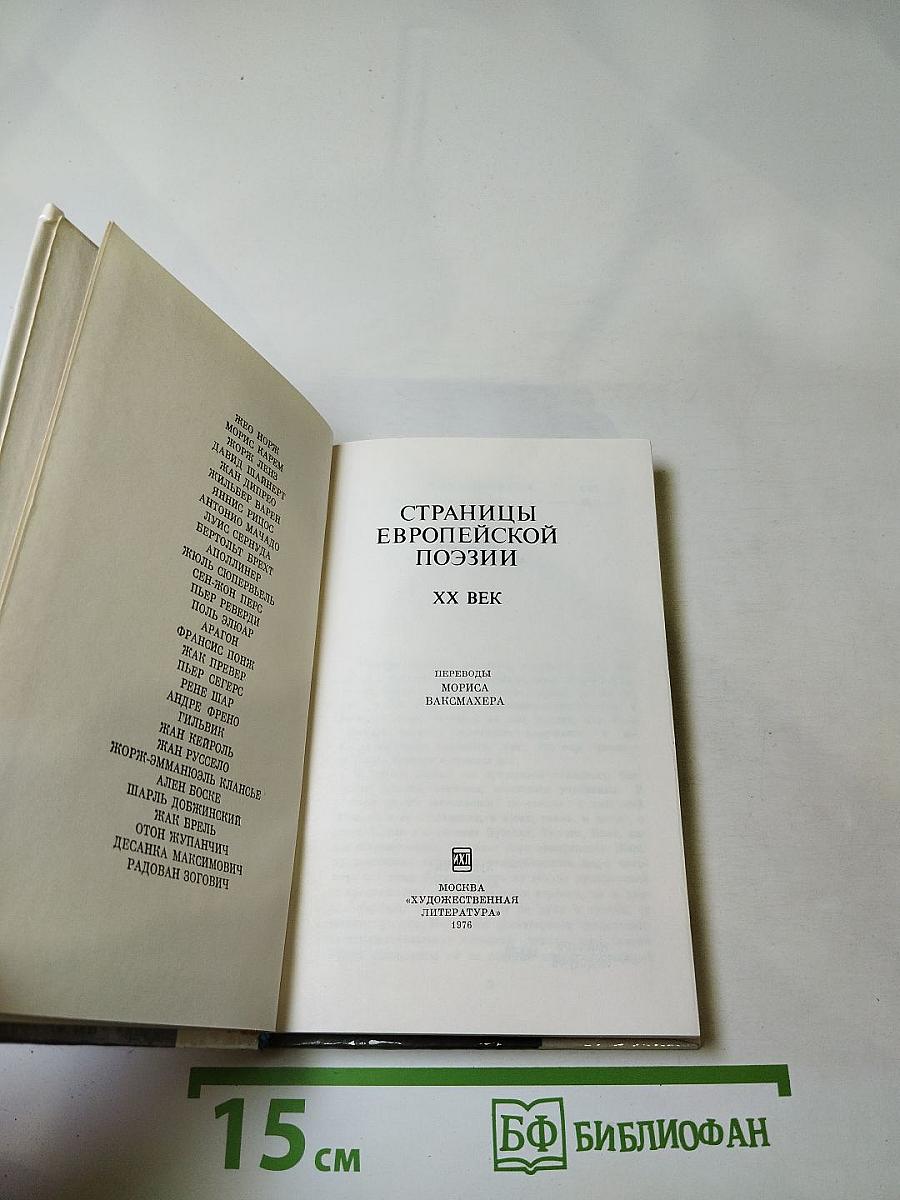 ЖЕО НОРЖ
МОРИС КАРЕМ
ЖОРЖ ЛЕНЗ
ДАВИД ШАЙНЕРТ
ЖАН ДИПРЕО
ЖИЛЬБЕР ВАРЕН
ЯННИС РИЦОС
АНТОНИО МАЧАДО
ЛУИС СЕРНУДА
БЕРТОЛЬТ БРЕХТ
АПОЛЛИНЕР
ЖЮЛЬ СЮПЕРВЬЕЛЬ
СЕН-ЖОН ПЕРС
ПЬЕР РЕВЕРДИ
ПОЛЬ ЭЛЮАР
АРАГОН
ФРАНСИС ПОНЖ
ЖАК ПРЕВЕР
ПЬЕР СЕГЕРС
РЕНЕ ШАР
АНДРЕ ФРЕНО
ГИЛЬВИК
ЖАН КЕЙРОЛЬ
ЖАН РУССЕЛО
ЖОРЖ-ЭММАНЮЭЛЬ КЛАНСЬЕ
АЛЕН БОСКЕ
ШАРЛЬ ДОБЖИНСКИЙ
ЖАК БРЕЛЬ
ОТОН ЖУПАНЧИЧ
ДЕСАНКА МАКСИМОВИЧ
РАДОВАН ЗОГОВИЧ
СТРАНИЦЫ
ЕВРОПЕЙСКОЙ
ПОЭЗИИ
XX ВЕК
ПЕРЕВОДЫ
МОРИСА
ВАКСМАХЕРА
ИХЛ
МОСКВА
«ХУДОЖЕСТВЕННАЯ
ЛИТЕРАТУРА»
1976
15 СМ
БФ БИБЛИОФАН